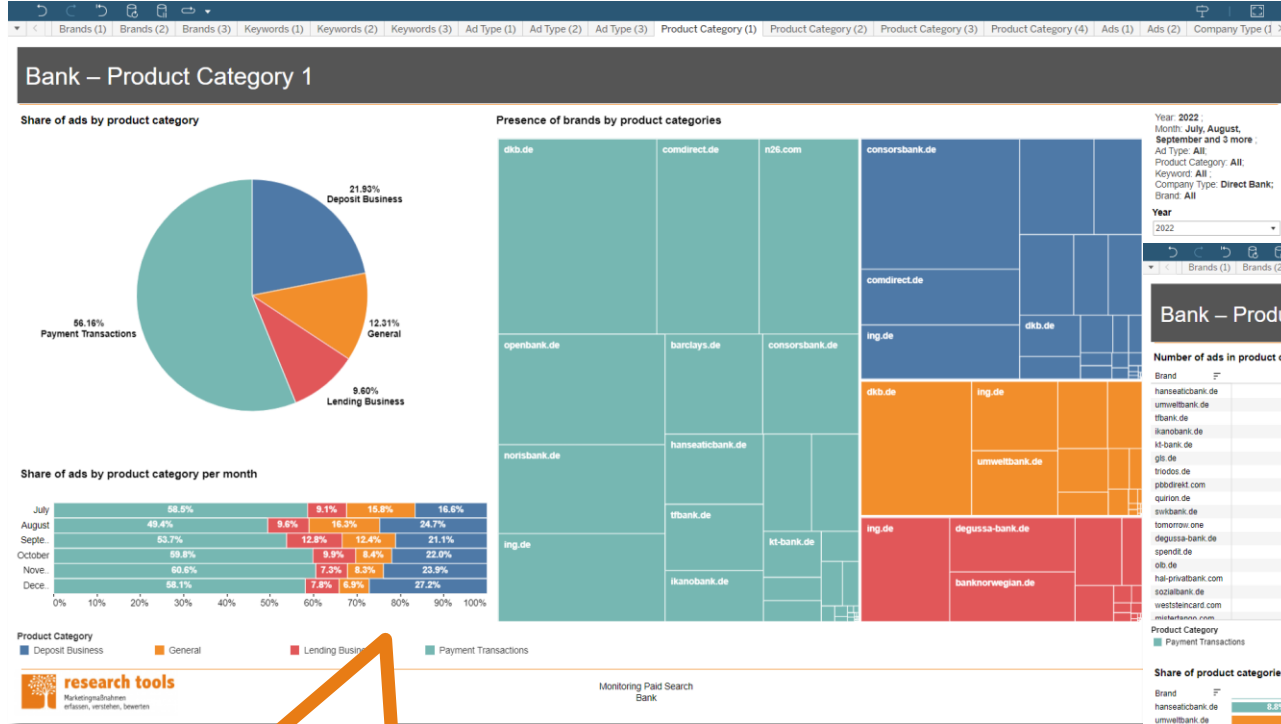 Brands (1) Brands (2) Brands (3) Keywords (1) Keywords (2) Keywords (3) Ad Type (1) Ad Type (2) Ad Type (3) Product Category (1) Product Category (2) Product Category (3) Product Category (4) Ads (1) Ads (2) Company Type (1
Bank – Product Category 1
Share of ads by product category
21.93%
Deposit Business
12.31%
General
9.60%
Lending Business
56.16%
Payment Transactions
Share of ads by product category per month
July 58.5% 9.1% 15.8% 16.6%
August 49.4% 9.6% 16.3% 24.7%
Septe.. 53.7% 12.8% 12.4% 21.1%
October 59.8% 9.9% 8.4% 22.0%
Nove.. 60.6% 7.3% 8.3% 23.9%
Dece.. 58.1% 7.8% 6.9% 27.2%
0% 10% 20% 30% 40% 50% 60% 70% 80% 90% 100%
Product Category
Deposit Business General Lending Busin Payment Transactions
Presence of brands by product categories
dkb.de comdirect.de n26.com
openbank.de barclays.de consorsbank.de
hanseaticbank.de
norisbank.de
tfbank.de
ing.de kt-bank.de
ikanobank.de
consorsbank.de
comdirect.de
dkb.de
ing.de
dkb.de ing.de
umweltbank.de
ing.de degussa-bank.de
banknorwegian.de
Year: 2022 ;
Month: July, August,
September and 3 more ;
Ad Type: All;
Product Category: All;
Keyword: All ;
Company Type: Direct Bank;
Brand: All
Year
2022
Brands (1) Brands (2
Bank – Produ
Number of ads in product c
Brand
hanseaticbank.de
umweltbank.de
tfbank.de
ikanobank.de
kt-bank.de
gls.de
triodos.de
pbbdirekt.com
quirion.de
swkbank.de
tomorrow.one
degussa-bank.de
spendit.de
olb.de
hal-privatbank.com
sozialbank.de
weststeincard.com
mistertango.com
Product Category
Payment Transactions
Share of product categorie
Brand
hanseaticbank.de 8.8%
umweltbank.de
research tools
Marketingmaßnahmen
erfassen, verstehen, bewerten
Monitoring Paid Search
Bank